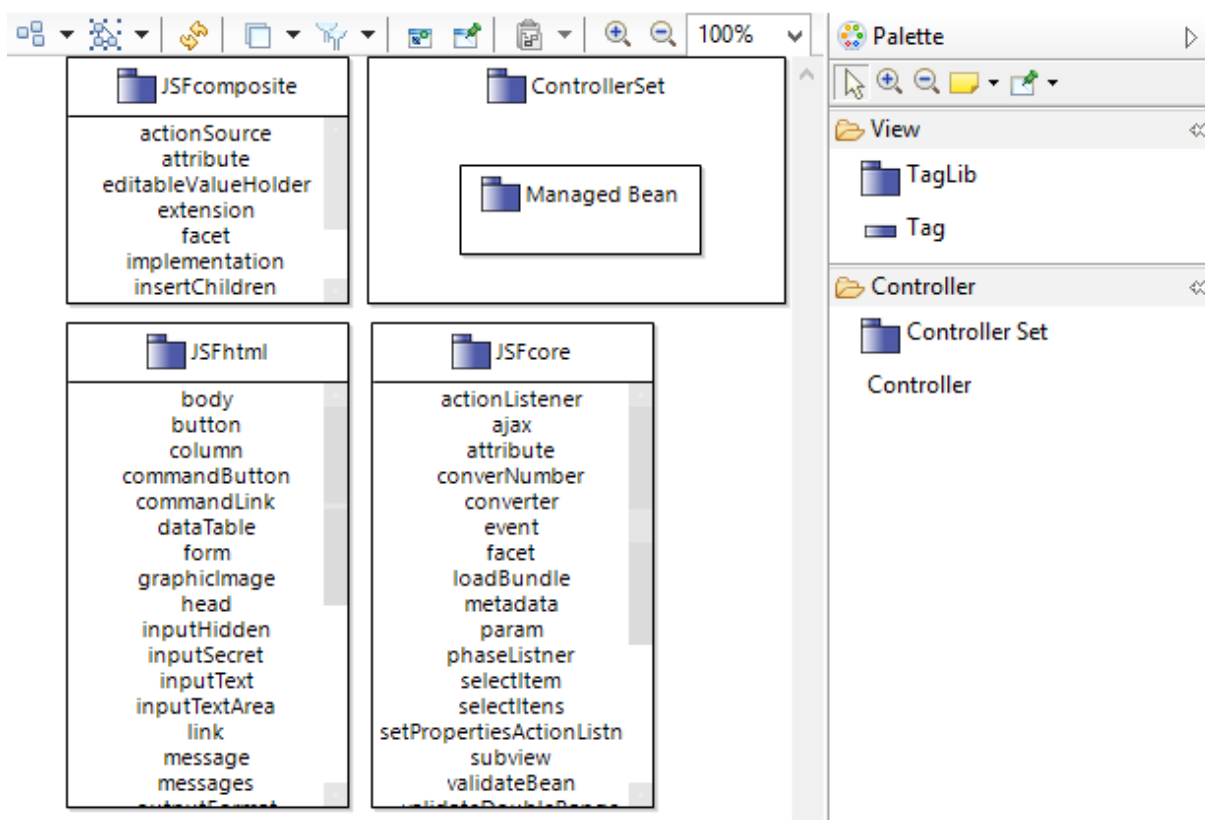 100%
JSFcomposite
actionSource
attribute
editableValueHolder
extension
facet
implementation
insertChildren
ControllerSet
Managed Bean
JSFhtml
body
button
column
commandButton
commandLink
dataTable
form
graphicImage
head
inputHidden
inputSecret
inputText
inputTextArea
link
message
messages
outputFormat
JSFcore
actionListener
ajax
attribute
converNumber
converter
event
facet
loadBundle
metadata
param
phaseListner
selectItem
selectItens
setPropertiesActionListn
subview
validateBean
validateDoubleRange
Palette
View
TagLib
Tag
Controller
Controller Set
Controller